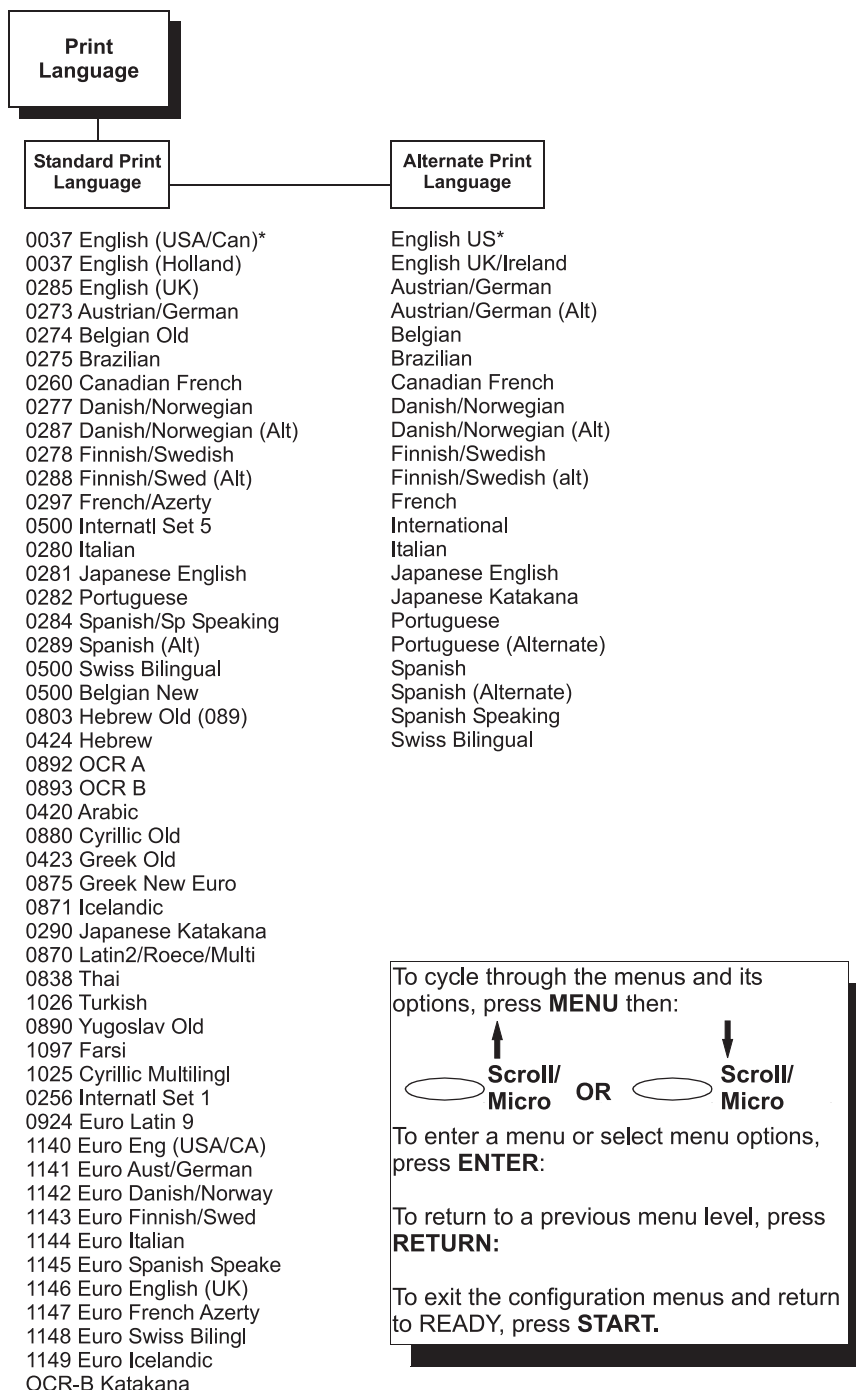 Print
Language
Standard Print
Language
Alternate Print
Language
0037 English (USA/Can)*
0037 English (Holland)
0285 English (UK)
0273 Austrian/German
0274 Belgian Old
0275 Brazilian
0260 Canadian French
0277 Danish/Norwegian
0287 Danish/Norwegian (Alt)
0278 Finnish/Swedish
0288 Finnish/Swed (Alt)
0297 French/Azerty
0500 Internatl Set 5
0280 Italian
0281 Japanese English
0282 Portuguese
0284 Spanish/Sp Speaking
0289 Spanish (Alt)
0500 Swiss Bilingual
0500 Belgian New
0803 Hebrew Old (089)
0424 Hebrew
0892 OCR A
0893 OCR B
0420 Arabic
0880 Cyrillic Old
0423 Greek Old
0875 Greek New Euro
0871 Icelandic
0290 Japanese Katakana
0870 Latin2/Roece/Multi
0838 Thai
1026 Turkish
0890 Yugoslav Old
1097 Farsi
1025 Cyrillic Multilingl
0256 Internatl Set 1
0924 Euro Latin 9
1140 Euro Eng (USA/CA)
1141 Euro Aust/German
1142 Euro Danish/Norway
1143 Euro Finnish/Swed
1144 Euro Italian
1145 Euro Spanish Speake
1146 Euro English (UK)
1147 Euro French Azerty
1148 Euro Swiss Bilingl
1149 Euro Icelandic
OCR-B Katakana
English US*
English UK/Ireland
Austrian/German
Austrian/German (Alt)
Belgian
Brazilian
Canadian French
Danish/Norwegian
Danish/Norwegian (Alt)
Finnish/Swedish
Finnish/Swedish (alt)
French
International
Italian
Japanese English
Japanese Katakana
Portuguese
Portuguese (Alternate)
Spanish
Spanish (Alternate)
Spanish Speaking
Swiss Bilingual
To cycle through the menus and its
options, press MENU then:
Scroll/
Micro
OR
Scroll/
Micro
To enter a menu or select menu options,
press ENTER:
To return to a previous menu level, press
RETURN:
To exit the configuration menus and return
to READY, press START.